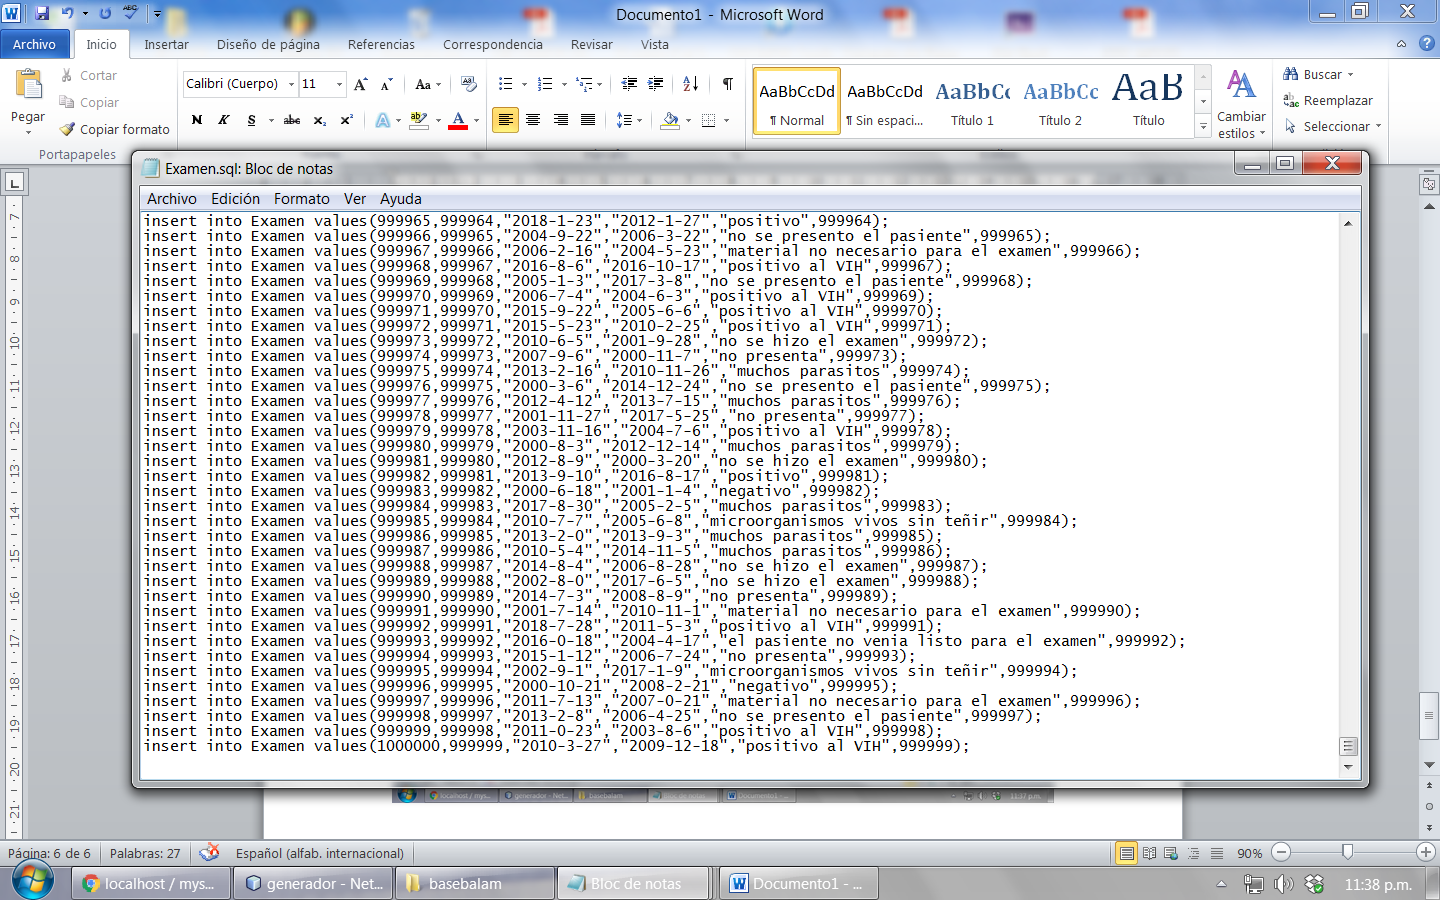 Documento1 - Microsoft Word
Archivo Inicio Insertar Diseño de página Referencias Correspondencia Revisar Vista
Pegar
Cortar
Copiar
Copiar formato
Portapapeles
Calibri (Cuerpo) 11
AaBbCcDd AaBbCcDd AaBbCc AaBbCc AaB
¶ Normal ¶ Sin espaci... Título 1 Título 2 Título
Cambiar estilos
Buscar
Reemplazar
Seleccionar
Examen.sql: Bloc de notas
Archivo Edición Formato Ver Ayuda
insert into Examen values(999965,999964,"2018-1-23","2012-1-27","positivo",999964);
insert into Examen values(999966,999965,"2004-9-22","2006-3-22","no se presento el pasiente",999965);
insert into Examen values(999967,999966,"2006-2-16","2004-5-23","material no necesario para el examen",999966);
insert into Examen values(999968,999967,"2016-8-6","2016-10-17","positivo al VIH",999967);
insert into Examen values(999969,999968,"2005-1-3","2017-3-8","no se presento el pasiente",999968);
insert into Examen values(999970,999969,"2006-7-4","2004-6-3","positivo al VIH",999969);
insert into Examen values(999971,999970,"2015-9-22","2005-6-6","positivo al VIH",999970);
insert into Examen values(999972,999971,"2015-5-23","2010-2-25","positivo al VIH",999971);
insert into Examen values(999973,999972,"2010-6-5","2001-9-28","no se hizo el examen",999972);
insert into Examen values(999974,999973,"2007-9-6","2000-11-7","no presenta",999973);
insert into Examen values(999975,999974,"2013-2-16","2010-11-26","muchos parasitos",999974);
insert into Examen values(999976,999975,"2000-3-6","2014-12-24","no se presento el pasiente",999975);
insert into Examen values(999977,999976,"2012-4-12","2013-7-15","muchos parasitos",999976);
insert into Examen values(999978,999977,"2001-11-27","2017-5-25","no presenta",999977);
insert into Examen values(999979,999978,"2003-11-16","2004-7-6","positivo al VIH",999978);
insert into Examen values(999980,999979,"2000-8-3","2012-12-14","muchos parasitos",999979);
insert into Examen values(999981,999980,"2012-8-9","2000-3-20","no se hizo el examen",999980);
insert into Examen values(999982,999981,"2013-9-10","2016-8-17","positivo",999981);
insert into Examen values(999983,999982,"2000-6-18","2001-1-4","negativo",999982);
insert into Examen values(999984,999983,"2017-8-30","2005-2-5","muchos parasitos",999983);
insert into Examen values(999985,999984,"2010-7-7","2005-6-8","microorganismos vivos sin teñir",999984);
insert into Examen values(999986,999985,"2013-2-0","2013-9-3","muchos parasitos",999985);
insert into Examen values(999987,999986,"2010-5-4","2014-11-5","muchos parasitos",999986);
insert into Examen values(999988,999987,"2014-8-4","2006-8-28","no se hizo el examen",999987);
insert into Examen values(999989,999988,"2002-8-0","2017-6-5","no se hizo el examen",999988);
insert into Examen values(999990,999989,"2014-7-3","2008-8-9","no presenta",999989);
insert into Examen values(999991,999990,"2001-7-14","2010-11-1","material no necesario para el examen",999990);
insert into Examen values(999992,999991,"2018-7-28","2011-5-3","positivo al VIH",999991);
insert into Examen values(999993,999992,"2016-0-18","2004-4-17","el pasiente no venia listo para el examen",999992);
insert into Examen values(999994,999993,"2015-1-12","2006-7-24","no presenta",999993);
insert into Examen values(999995,999994,"2002-9-1","2017-1-9","microorganismos vivos sin teñir",999994);
insert into Examen values(999996,999995,"2000-10-21","2008-2-21","negativo",999995);
insert into Examen values(999997,999996,"2011-7-13","2007-0-21","material no necesario para el examen",999996);
insert into Examen values(999998,999997,"2013-2-8","2006-4-25","no se presento el pasiente",999997);
insert into Examen values(999999,999998,"2011-0-23","2003-8-6","positivo al VIH",999998);
insert into Examen values(1000000,999999,"2010-3-27","2009-12-18","positivo al VIH",999999);
Página: 6 de 6 Palabras: 27 Español (alfab. internacional) 90%
localhost / mys... generador - Net... basebalam Bloc de notas Documento1 - ... 11:38 p.m.